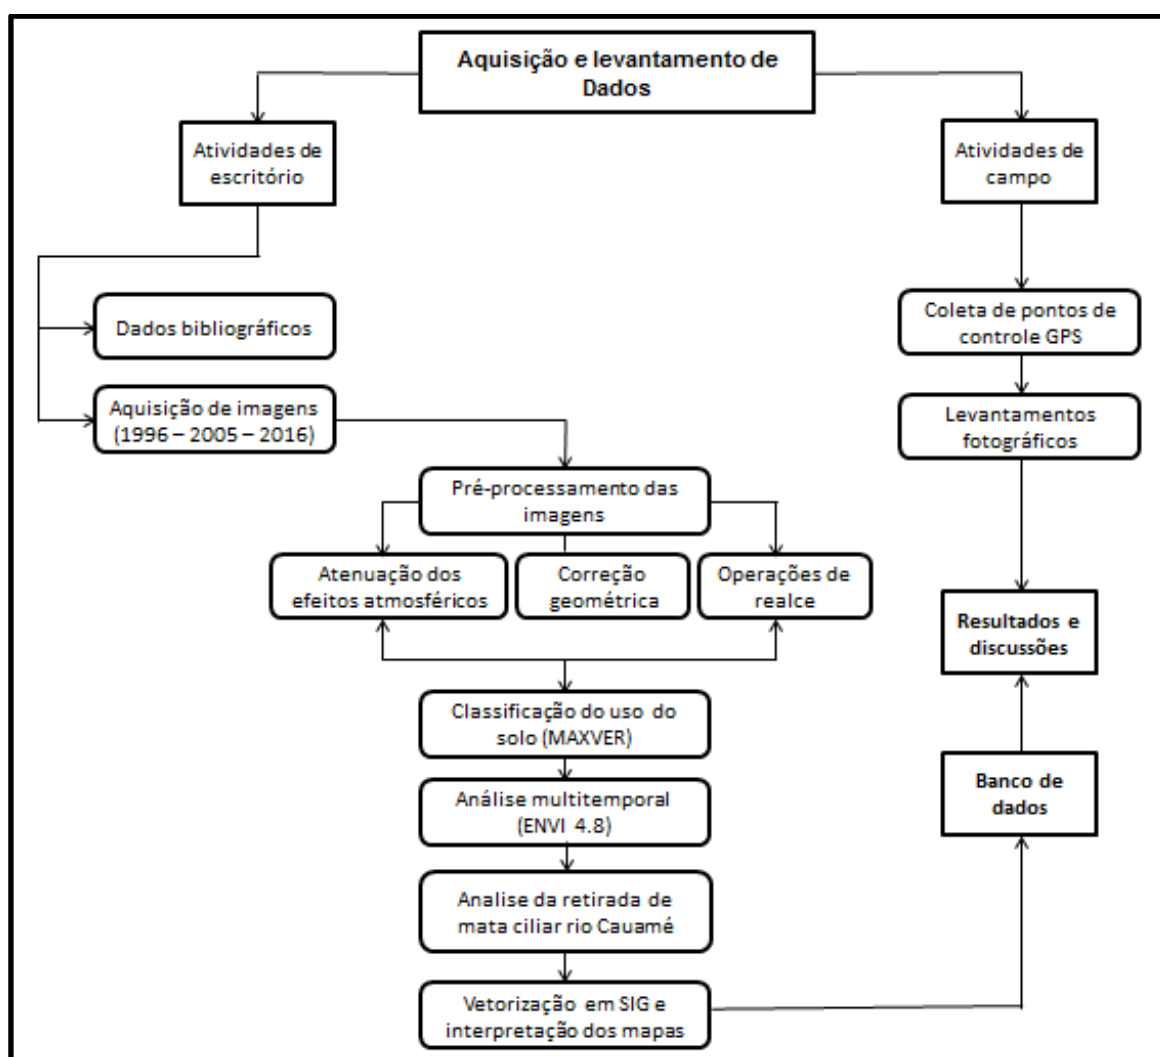 Aquisição e levantamento de
Dados
Atividades de
escritório
Atividades de
campo
Dados bibliográficos
Coleta de pontos de
controle GPS
Aquisição de imagens
(1996 – 2005 – 2016)
Levantamentos
fotográficos
Pré-processamento das
imagens
Atenuação dos
efeitos atmosféricos
Correção
geométrica
Operações de
realce
Resultados e
discussões
Classificação do uso do
solo (MAXVER)
Análise multitemporal
(ENVI 4.8)
Banco de
dados
Analise da retirada de
mata ciliar rio Cauamé
Vetorização em SIG e
interpretação dos mapas